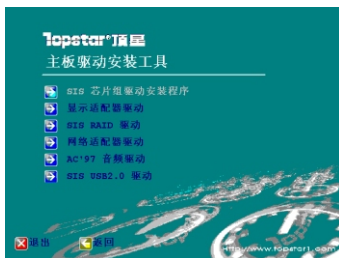 Topstar®顶星
主板驱动安装工具
SIS 芯片组驱动安装程序
显示适配器驱动
SIS RAID 驱动
网络适配器驱动
AC'97 音频驱动
SIS USB2.0 驱动
退出
返回
http://www.topstar1.com